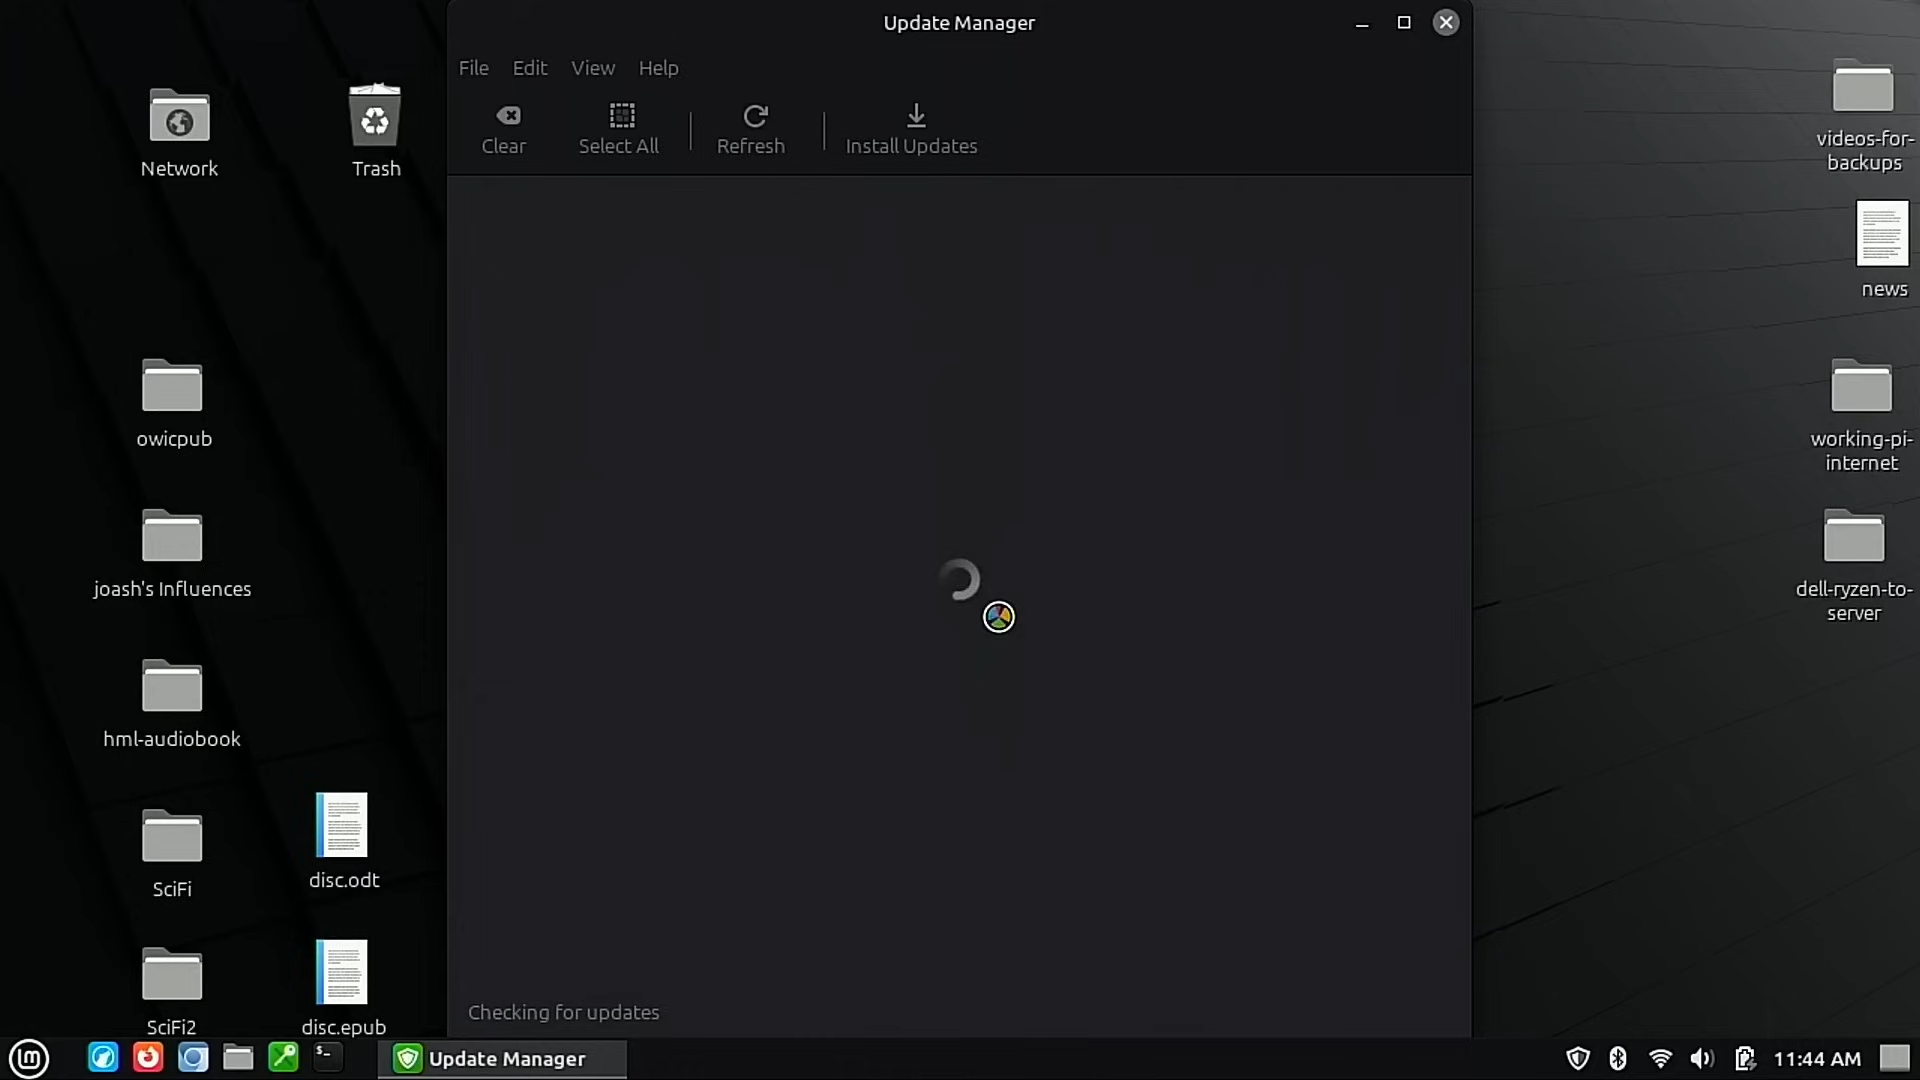 Update Manager
File Edit View Help
Clear Select All Refresh Install Updates
Network
Trash
owicpub
joash's Influences
hml-audiobook
SciFi
disc.odt
SciFi2
disc.epub
Checking for updates
videos-for-
backups
news
working-pi-
internet
dell-ryzen-to-
server
Update Manager
11:44 AM